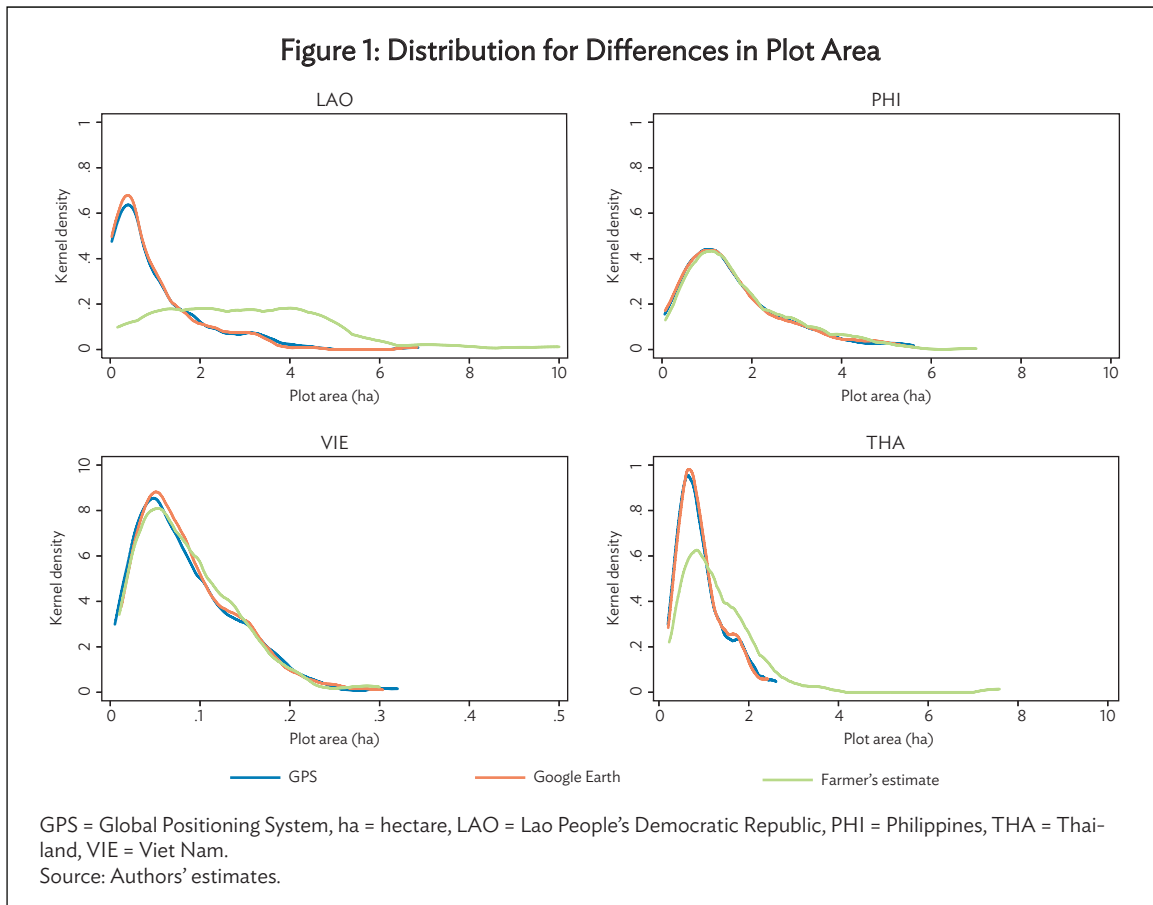 Figure 1: Distribution for Differences in Plot Area
LAO
Kernel density
0 .2 .4 .6 .8 1
0 2 4 6 8 10
Plot area (ha)
PHI
Kernel density
0 .2 .4 .6 .8 1
0 2 4 6 8 10
Plot area (ha)
VIE
Kernel density
0 2 4 6 8 10
0 .1 .2 .3 .4 .5
Plot area (ha)
THA
Kernel density
0 .2 .4 .6 .8 1
0 2 4 6 8 10
Plot area (ha)
GPS Google Earth Farmer's estimate
GPS = Global Positioning System, ha = hectare, LAO = Lao People's Democratic Republic, PHI = Philippines, THA = Thai-
land, VIE = Viet Nam.
Source: Authors' estimates.